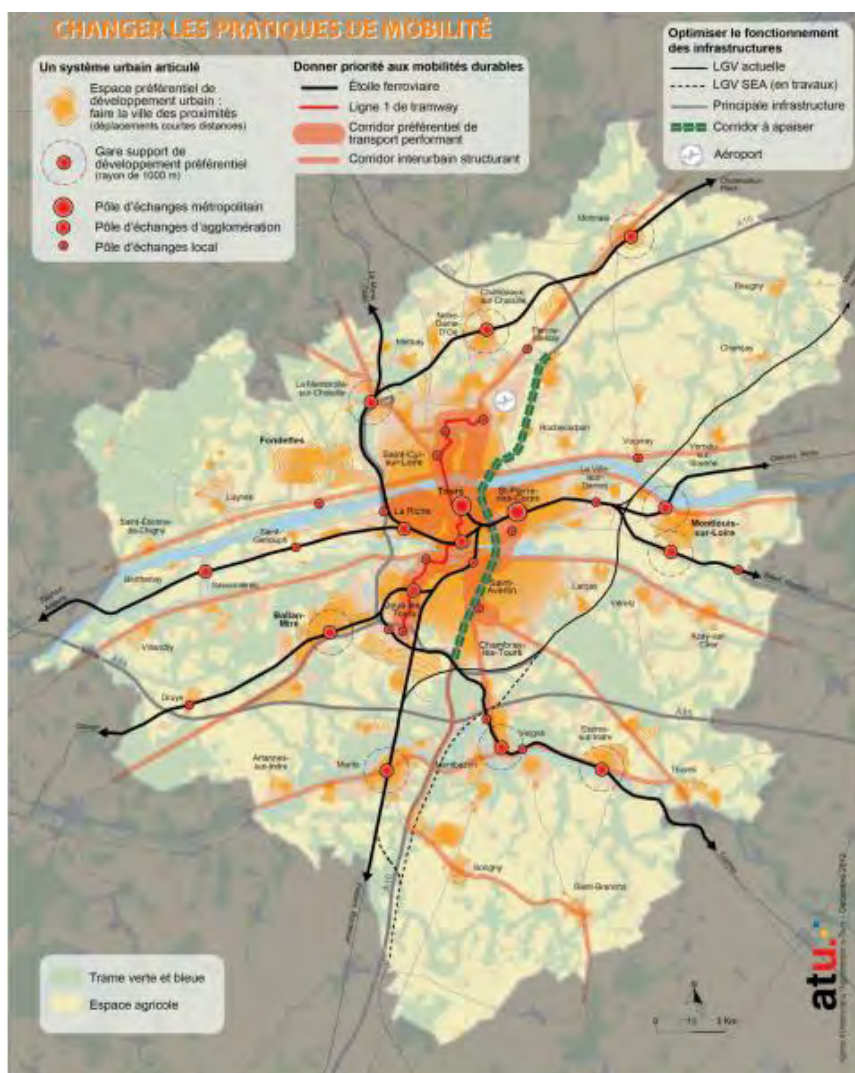 CHANGER LES PRATIQUES DE MOBILITÉ
Un système urbain articulé
Espace préférentiel de
développement urbain :
faire la ville des proximités
(déplacements courtes distances)
Gare support de
développement préférentiel
(rayon de 1000 m)
Pôle d'échanges métropolitain
Pôle d'échanges d'agglomération
Pôle d'échanges local
Donner priorité aux mobilités durables
Étoile ferroviaire
Ligne 1 de tramway
Corridor préférentiel de
transport performant
Corridor interurbain structurant
Optimiser le fonctionnement
des infrastructures
LGV actuelle
LGV SEA (en travaux)
Principale infrastructure
Corridor à apaiser
Aéroport
Monnaie
A10
Reugny
Chanceaux-
sur-Choisille
Notre-
Dame-
D'Oé
Mettray
Parçay-
Meslay
Chançay
La Membrolle-
sur-Choisille
Fondettes
Saint-Cyr-
sur-Loire
Rochecorbon
Vouvray
Vernou-
sur-
Brenne
Luynes
Tours
St-Pierre-
des-Corps
La Ville-
aux-
Dames
La Riche
Montlouis-
sur-Loire
Saint-Étienne-
de-Chigny
Saint-
Genouph
Berthenay
Savonnières
Saint-
Avertin
Larçay
Véretz
Ballan-
Miré
Joué-lès-
Tours
Azay-sur-
Cher
Villandry
Chambray-
lès-Tours
A85
Druye
A85
Artannes-
sur-Indre
Monts
Montbazon
Veigné
Esvres-
sur-Indre
Truyes
A10
Sorigny
Saint-Branchs
Trame verte et bleue
Espace agricole
N
0
3 Km
atu.